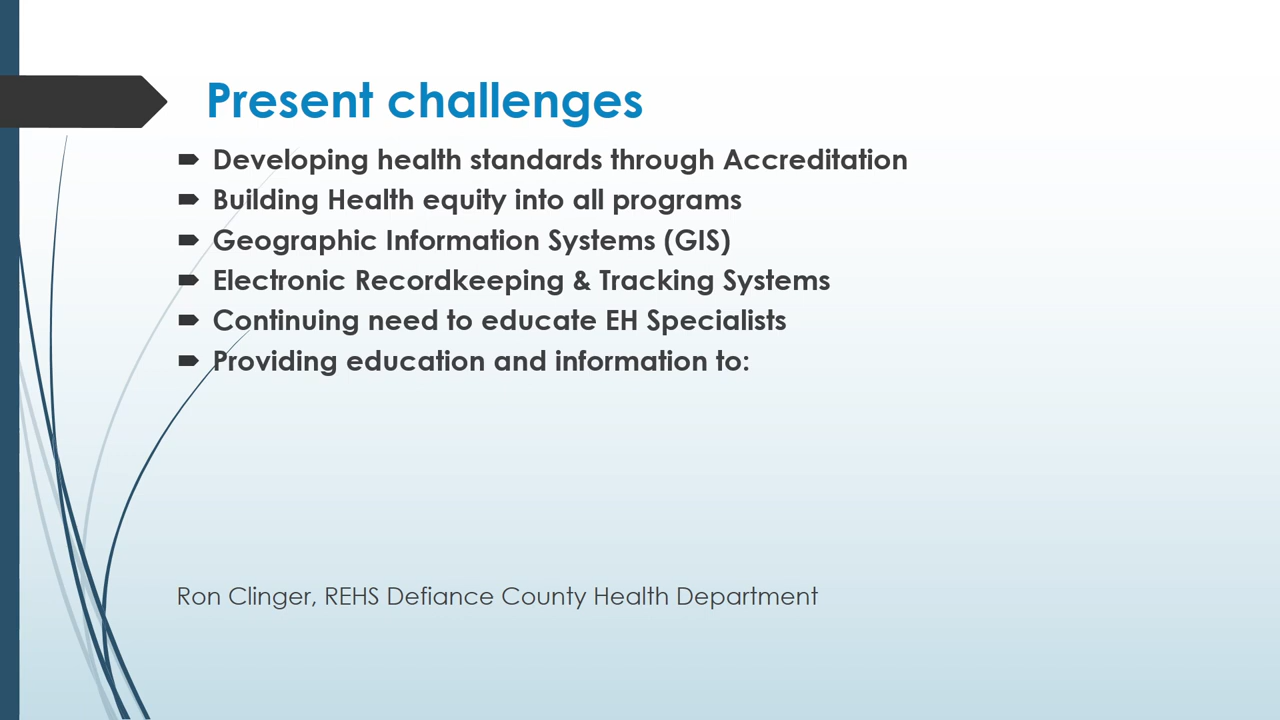 Present challenges
Developing health standards through Accreditation
Building Health equity into all programs
Geographic Information Systems (GIS)
Electronic Recordkeeping & Tracking Systems
Continuing need to educate EH Specialists
Providing education and information to:
Ron Clinger, REHS Defiance County Health Department